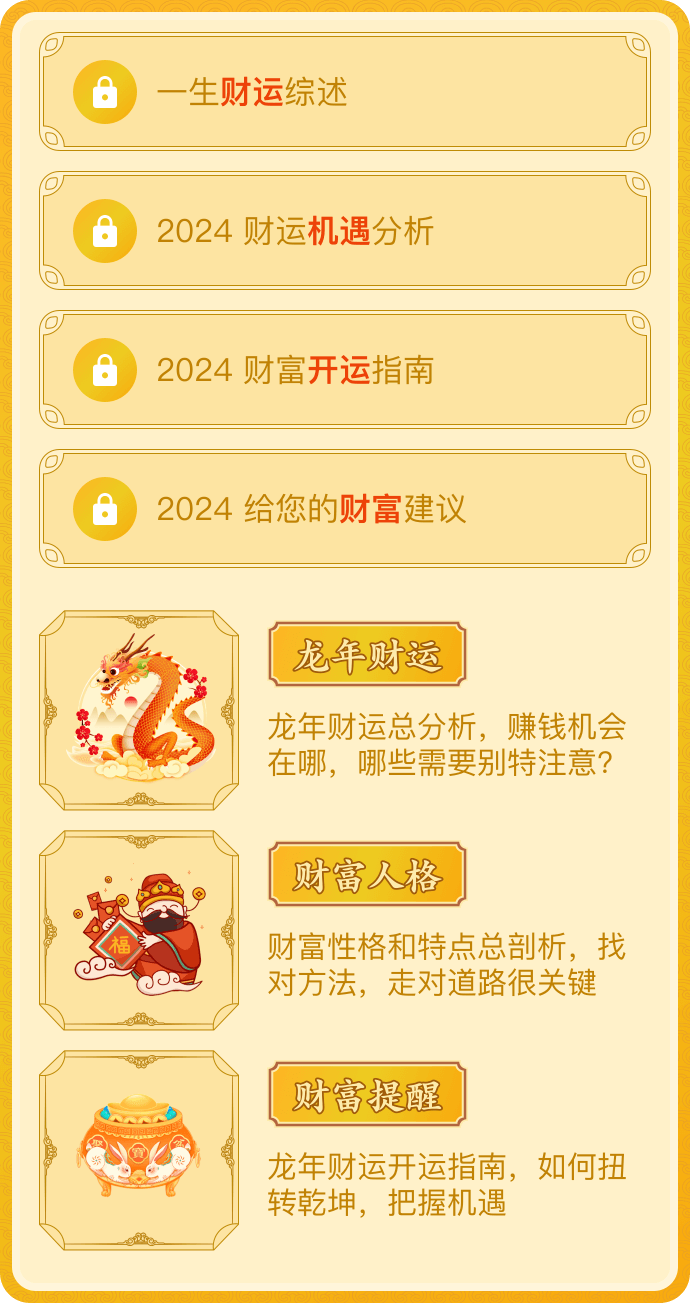 一生财运综述
2024 财运机遇分析
2024 财富开运指南
2024 给您的财富建议
龙年财运
龙年财运总分析，赚钱机会
在哪，哪些需要别特注意？
福
财富人格
财富性格和特点总剖析，找
对方法，走对道路很关键
财富提醒
龙年财运开运指南，如何扭
转乾坤，把握机遇